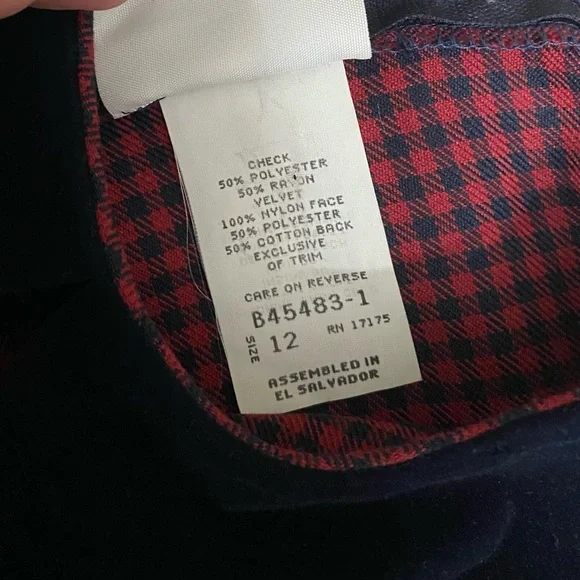 CHECK
50% POLYESTER
50% RAYON
VELVET
100% NYLON FACE
50% POLYESTER
50% COTTON BACK
EXCLUSIVE
OF TRIM
CARE ON REVERSE
B45483-1
SIZE 12 RN 17175
ASSEMBLED IN
EL SALVADOR